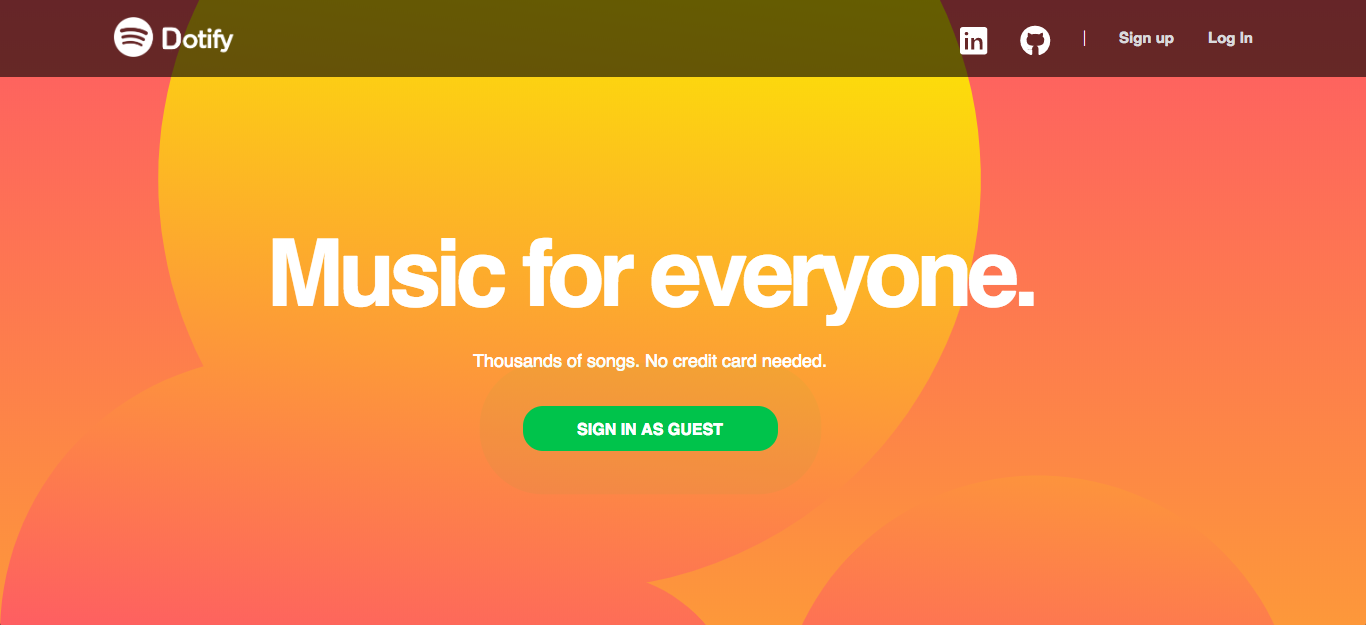 Dotify
in
|
Sign up
Log In
Music for everyone.
Thousands of songs. No credit card needed.
SIGN IN AS GUEST